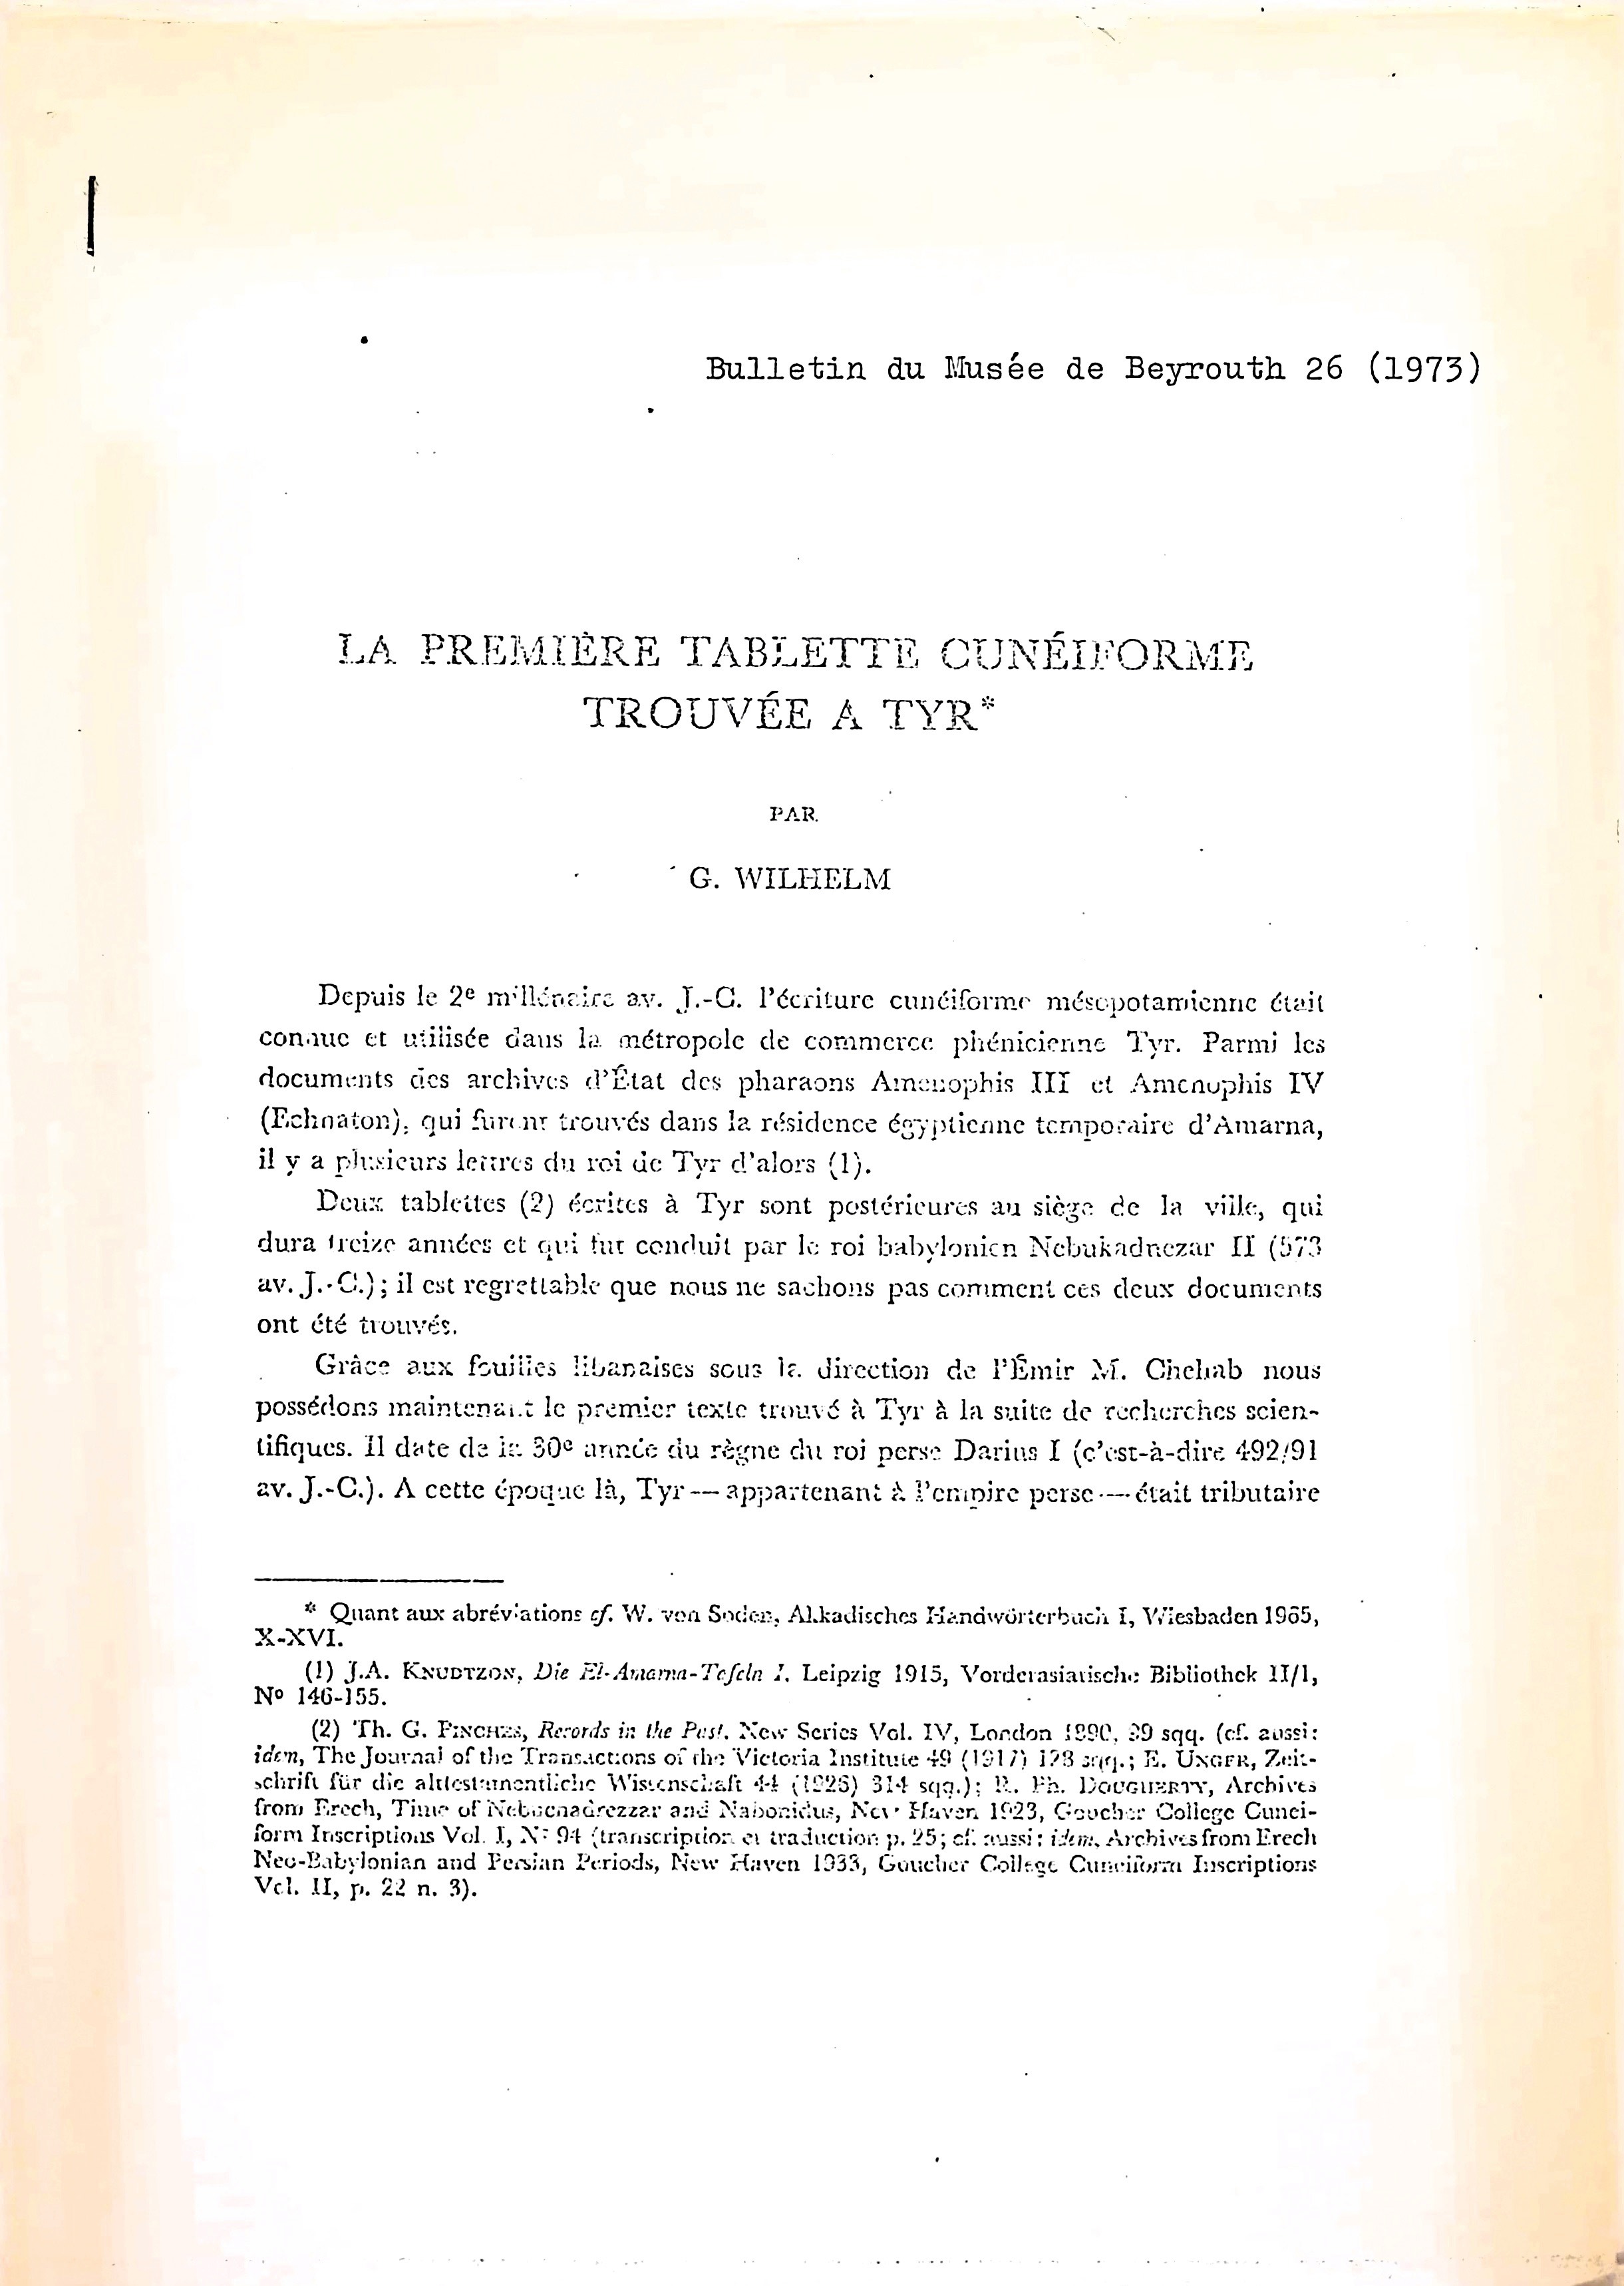 Bulletin du Musée de Beyrouth 26 (1973)
LA PREMIÈRE TABLETTE CUNÉIFORME
TROUVÉE A TYR*
PAR
G. WILHELM
Depuis le 2e millénaire av. J.-C. l'écriture cunéiforme mésopotamienne était
connue et utilisée dans la métropole de commerce phénicienne Tyr. Parmi les
documents des archives d'État des pharaons Amenophis III et Amenophis IV
(Echnaton), qui furent trouvés dans la résidence égyptienne temporaire d'Amarna,
il y a plusieurs lettres du roi de Tyr d'alors (1).
Deux tablettes (2) écrites à Tyr sont postérieures au siège de la ville, qui
dura treize années et qui fut conduit par le roi babylonien Nebukadnezar II (573
av. J.-C.); il est regrettable que nous ne sachons pas comment ces deux documents
ont été trouvés.
Grâce aux fouilles libanaises sous la direction de l'Émir M. Chehab nous
possédons maintenant le premier texte trouvé à Tyr à la suite de recherches scien-
tifiques. Il date de la 30e année du règne du roi perse Darius I (c'est-à-dire 492/91
av. J.-C.). A cette époque là, Tyr — appartenant à l'empire perse — était tributaire
* Quant aux abréviations cf. W. von Soden, Akkadisches Handwörterbuch I, Wiesbaden 1965,
X-XVI.
(1) J.A. KNUDTZON, Die El-Amarna-Tafeln I, Leipzig 1915, Vorderasiatische Bibliothek II/1,
No 146-155.
(2) Th. G. PINCHES, Records in the Past, New Series Vol. IV, London 1890, 99 sqq. (cf. aussi:
idem, The Journal of the Transactions of the Victoria Institute 49 (1917) 128 sqq.; E. UNGER, Zeit-
schrift für die alttestamentliche Wissenschaft 44 (1926) 314 sqq.); R. Ph. DOUGHERTY, Archives
from Erech, Time of Nebuchadrezzar and Nabonidus, New Haven 1923, Goucher College Cunei-
form Inscriptions Vol. I, No 94 (transcription et traduction p. 25; cf. aussi: idem, Archives from Erech
Neo-Babylonian and Persian Periods, New Haven 1933, Goucher College Cuneiform Inscriptions
Vol. II, p. 22 n. 3).